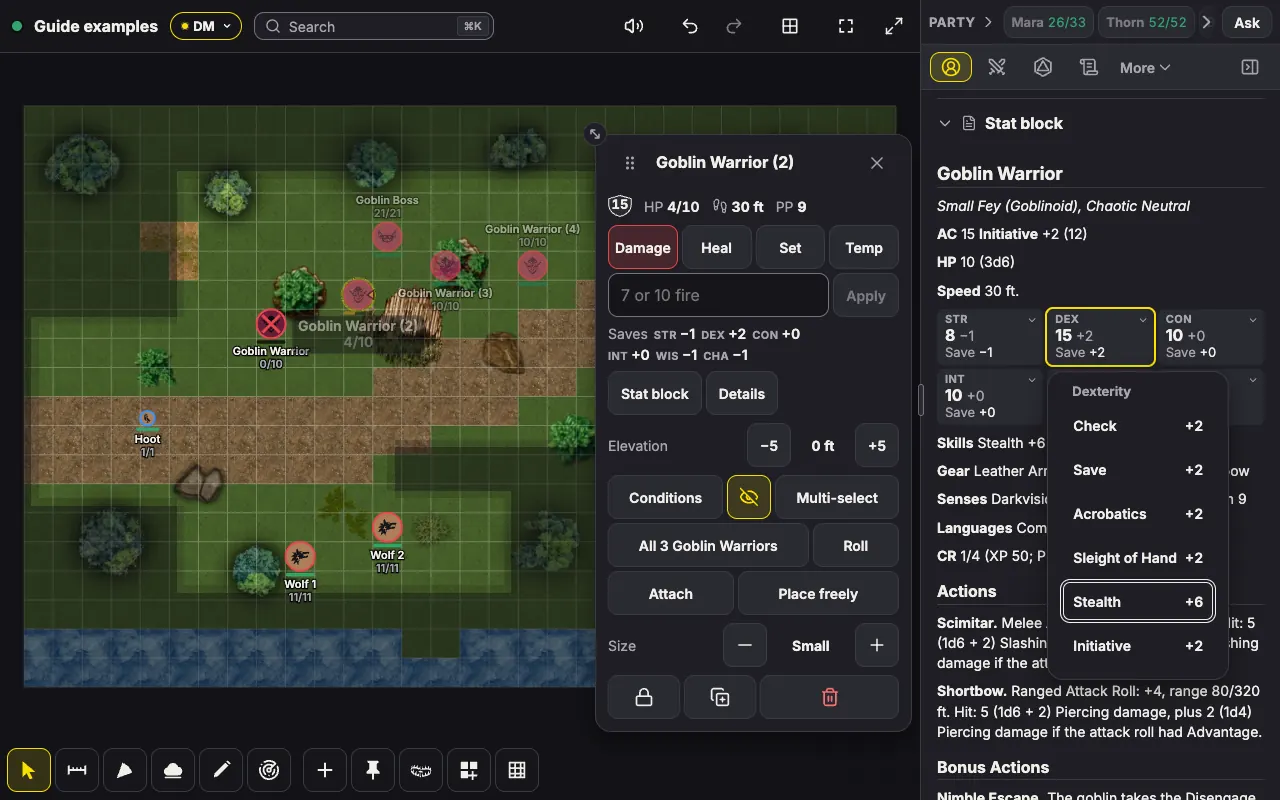 Guide examples
DM
Search
⌘K
PARTY
Mara 26/33
Thorn 52/52
Ask
More
Goblin Boss
21/21
Goblin Warrior (4)
10/10
Goblin Warrior (3)
10/10
Goblin Warrior (2)
4/10
Goblin Warrior
0/10
Hoot
1/1
Wolf 2
11/11
Wolf 1
11/11
Goblin Warrior (2)
15 HP 4/10 30 ft PP 9
Damage
Heal
Set
Temp
7 or 10 fire
Apply
Saves STR −1 DEX +2 CON +0
INT +0 WIS −1 CHA −1
Stat block
Details
Elevation
−5
0 ft
+5
Conditions
Multi-select
All 3 Goblin Warriors
Roll
Attach
Place freely
Size
Small
Stat block
Goblin Warrior
Small Fey (Goblinoid), Chaotic Neutral
AC 15 Initiative +2 (12)
HP 10 (3d6)
Speed 30 ft.
STR
8 −1
Save −1
DEX
15 +2
Save +2
CON
10 +0
Save +0
INT
10 +0
Save +0
Dexterity
Check +2
Save +2
Acrobatics +2
Sleight of Hand +2
Stealth +6
Initiative +2
Skills Stealth +6
Gear Leather
Senses
9
Languages
CR 1/4 (XP 50;
Actions
Scimitar. Melee
5
(1d6 + 2)
damage if the
Shortbow. Ranged Attack Roll: +4, range 80/320
ft. Hit: 5 (1d6 + 2) Piercing damage, plus 2 (1d4)
Piercing damage if the attack roll had Advantage.
Bonus Actions
Nimble Escape. The goblin takes the Disengage